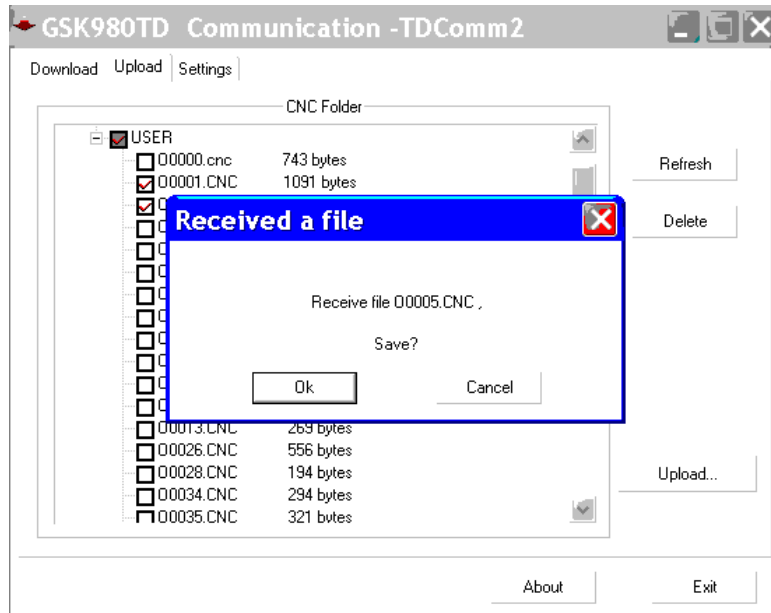 GSK980TD Communication -TDComm2
Download Upload Settings
CNC Folder
USER
O0000.cnc 743 bytes
O0001.CNC 1091 bytes
Refresh
Received a file
Delete
Receive file O0005.CNC ,
Save?
Ok Cancel
O0013.CNC 269 bytes
O0026.CNC 556 bytes
O0028.CNC 194 bytes
Upload...
O0034.CNC 294 bytes
O0035.CNC 321 bytes
About Exit